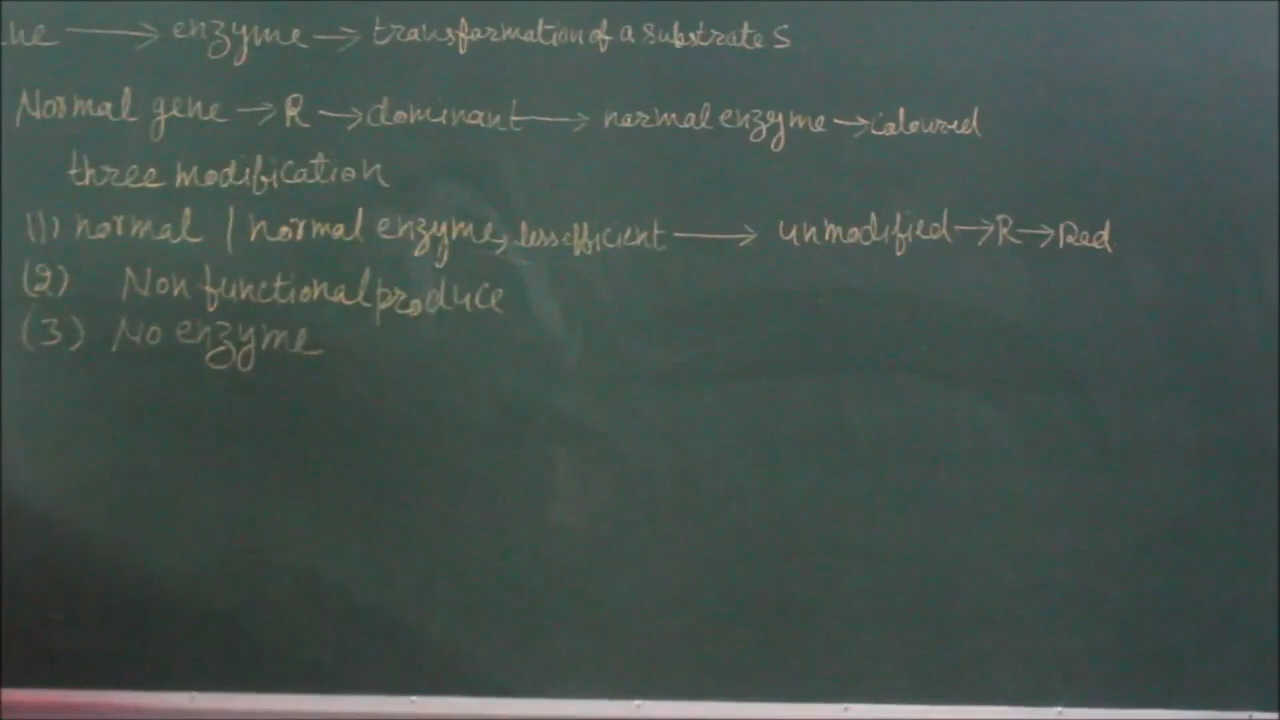 ne → enzyme → transformation of a substrate S
Normal gene → R → dominant → normal enzyme → coloured
three modification
(1) normal / normal enzyme, less efficient → unmodified → R → Red
(2) Non functional produce
(3) No enzyme